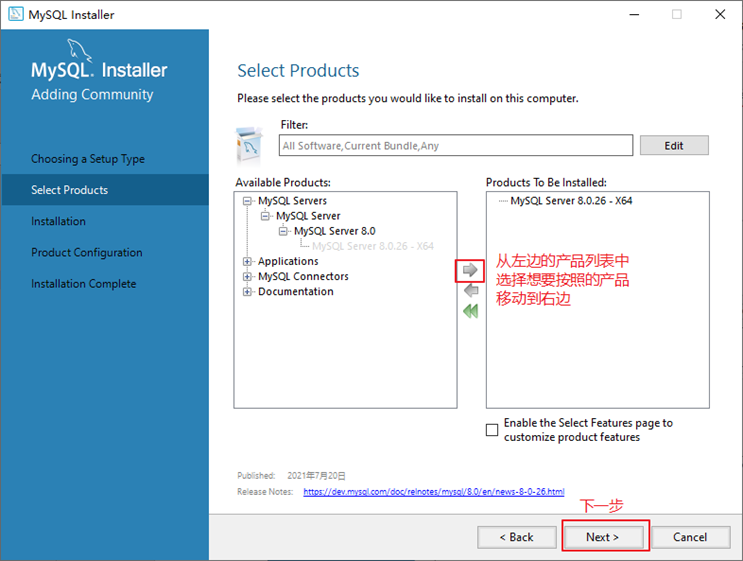 MySQL Installer
MySQL. Installer
Adding Community
Choosing a Setup Type
Select Products
Installation
Product Configuration
Installation Complete
Select Products
Please select the products you would like to install on this computer.
Filter:
All Software,Current Bundle,Any
Edit
Available Products:
MySQL Servers
MySQL Server
MySQL Server 8.0
MySQL Server 8.0.26 - X64
Applications
MySQL Connectors
Documentation
Products To Be Installed:
MySQL Server 8.0.26 - X64
从左边的产品列表中
选择想要按照的产品
移动到右边
Enable the Select Features page to
customize product features
Published: 2021年7月20日
Release Notes: https://dev.mysql.com/doc/relnotes/mysql/8.0/en/news-8-0-26.html
下一步
< Back
Next >
Cancel